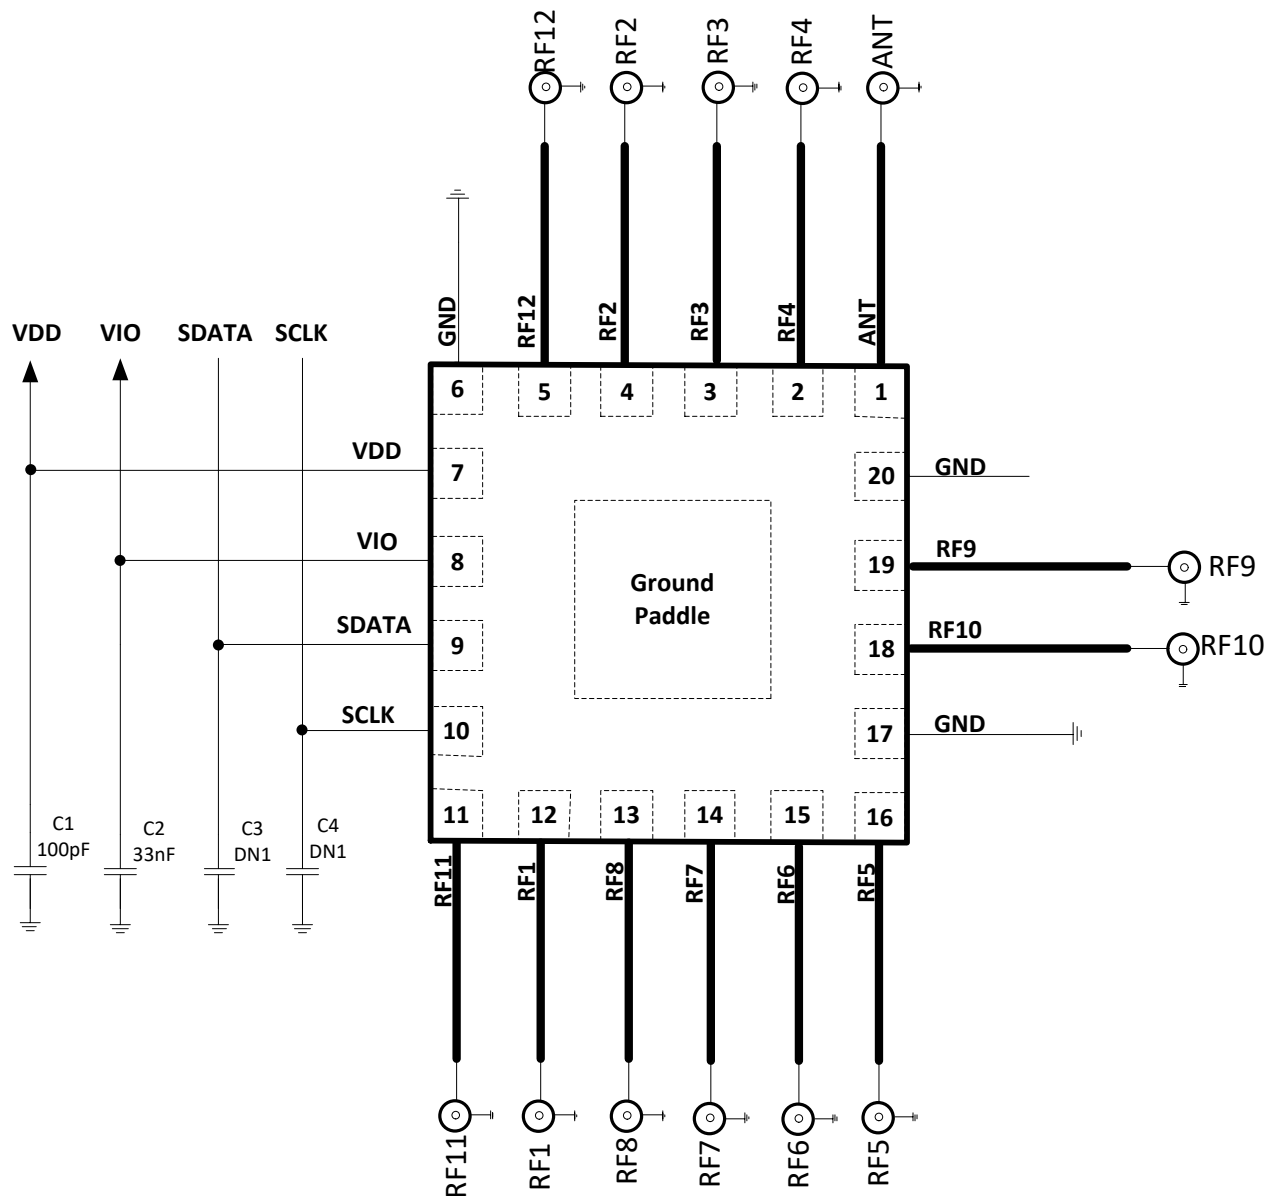 RF12
RF2
RF3
RF4
ANT
GND
RF12
RF2
RF3
RF4
ANT
VDD
VIO
SDATA
SCLK
6
5
4
3
2
1
VDD
7
20
GND
VIO
8
19
RF9
RF9
Ground
Paddle
SDATA
9
18
RF10
RF10
SCLK
10
17
GND
11
12
13
14
15
16
C1
100pF
C2
33nF
C3
DN1
C4
DN1
RF11
RF1
RF8
RF7
RF6
RF5
RF11
RF1
RF8
RF7
RF6
RF5